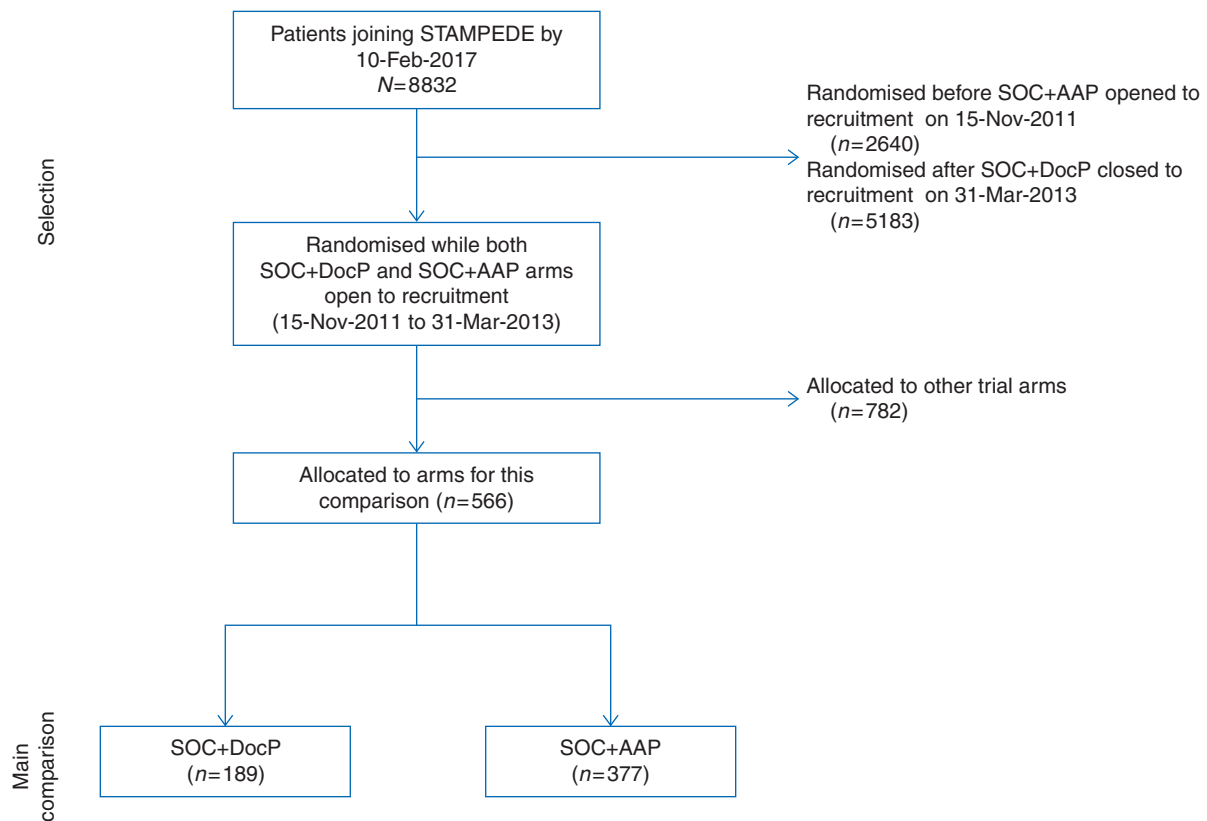 Patients joining STAMPEDE by
10-Feb-2017
N=8832
Randomised before SOC+AAP opened to
recruitment on 15-Nov-2011
(n=2640)
Randomised after SOC+DocP closed to
recruitment on 31-Mar-2013
(n=5183)
Selection
Randomised while both
SOC+DocP and SOC+AAP arms
open to recruitment
(15-Nov-2011 to 31-Mar-2013)
Allocated to other trial arms
(n=782)
Allocated to arms for this
comparison (n=566)
Main
comparison
SOC+DocP
(n=189)
SOC+AAP
(n=377)